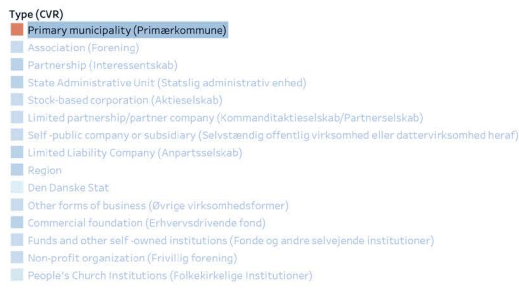 Type (CVR)
Primary municipality (Primærkommune)
Association (Forening)
Partnership (Interessentskab)
State Administrative Unit (Statslig administrativ enhed)
Stock-based corporation (Aktieselskab)
Limited partnership/partner company (Kommanditaktieselskab/Partnerselskab)
Self -public company or subsidiary (Selvstændig offentlig virksomhed eller dattervirksomhed heraf)
Limited Liability Company (Anpartsselskab)
Region
Den Danske Stat
Other forms of business (Øvrige virksomhedsformer)
Commercial foundation (Erhvervsdrivende fond)
Funds and other self -owned institutions (Fonde og andre selvejende institutioner)
Non-profit organization (Frivillig forening)
People's Church Institutions (Folkekirkelige Institutioner)